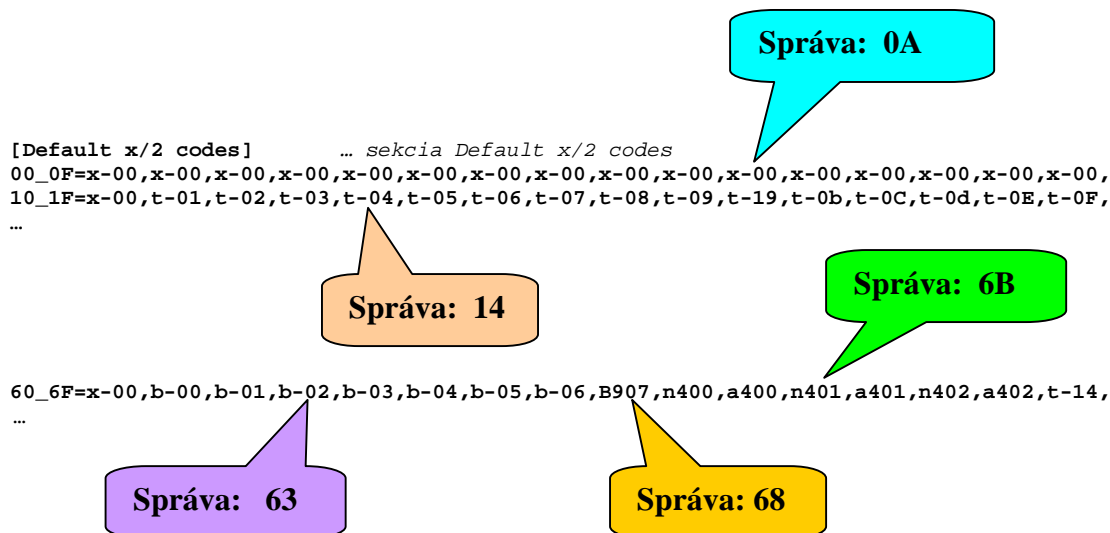 Správa: 0A
[Default x/2 codes] … sekcia Default x/2 codes
00_0F=x-00,x-00,x-00,x-00,x-00,x-00,x-00,x-00,x-00,x-00,x-00,x-00,x-00,x-00,x-00,x-00,
10_1F=x-00,t-01,t-02,t-03,t-04,t-05,t-06,t-07,t-08,t-09,t-19,t-0b,t-0C,t-0d,t-0E,t-0F,
…
Správa: 6B
Správa: 14
60_6F=x-00,b-00,b-01,b-02,b-03,b-04,b-05,b-06,B907,n400,a400,n401,a401,n402,a402,t-14,
…
Správa: 63
Správa: 68